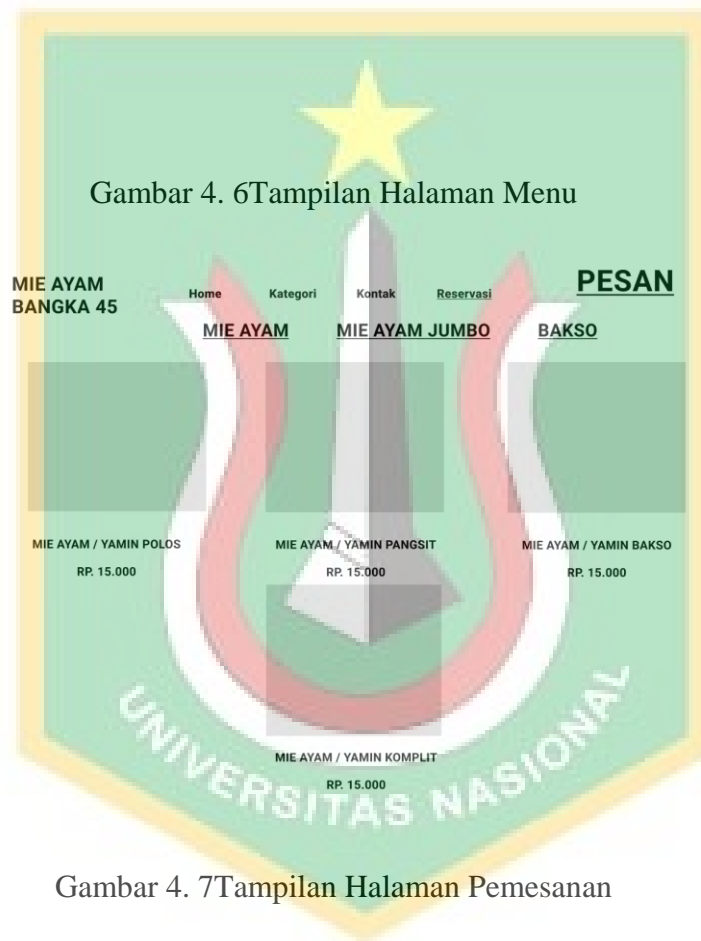 Gambar 4. 6Tampilan Halaman Menu
MIE AYAM
BANGKA 45
Home Kategori Kontak Reservasi PESAN
MIE AYAM MIE AYAM JUMBO BAKSO
MIE AYAM / YAMIN POLOS MIE AYAM / YAMIN PANGSIT MIE AYAM / YAMIN BAKSO
RP. 15.000 RP. 15.000 RP. 15.000
MIE AYAM / YAMIN KOMPLIT
RP. 15.000
UNIVERSITAS NASIONAL
Gambar 4. 7Tampilan Halaman Pemesanan